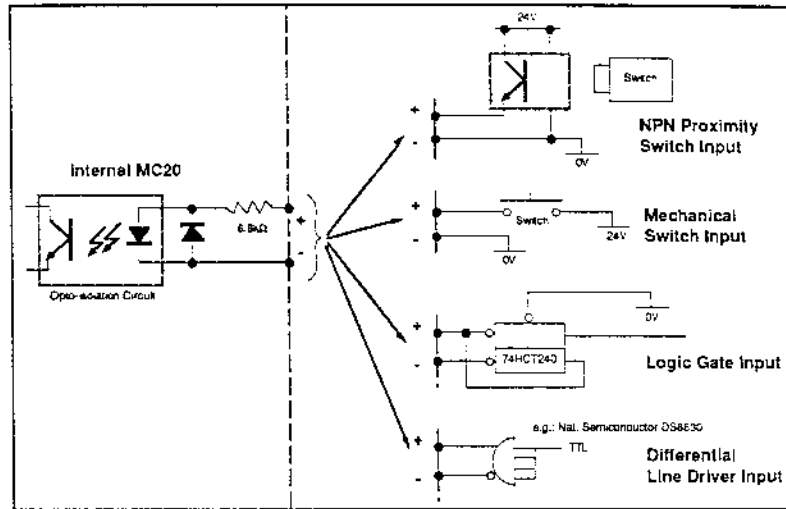 24V
Switch
+
-
NPN Proximity
Switch Input
0V
Internal MC20
6.8kΩ
+
-
Opto-isolation Circuit
+
-
Switch
24V
0V
Mechanical
Switch Input
+
-
74HCT240
0V
Logic Gate Input
e.g.: Nat. Semiconductor DS8830
+
-
TTL
Differential
Line Driver Input